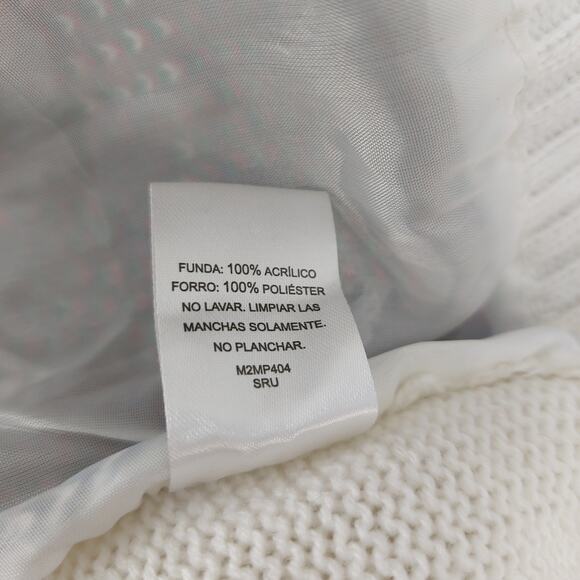 FUNDA: 100% ACRÍLICO
FORRO: 100% POLIÉSTER
NO LAVAR. LIMPIAR LAS
MANCHAS SOLAMENTE.
NO PLANCHAR.
M2MP404
SRU